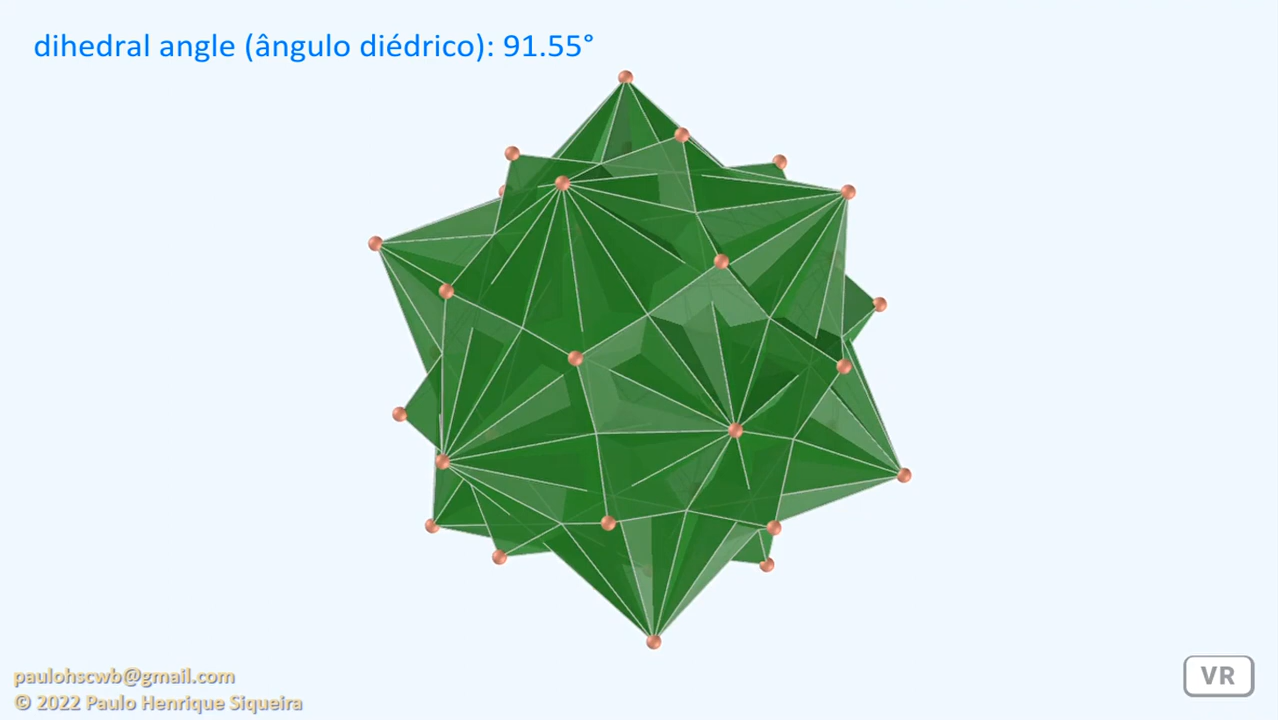 dihedral angle (ângulo diédrico): 91.55°
paulohscwb@gmail.com
© 2022 Paulo Henrique Siqueira
VR